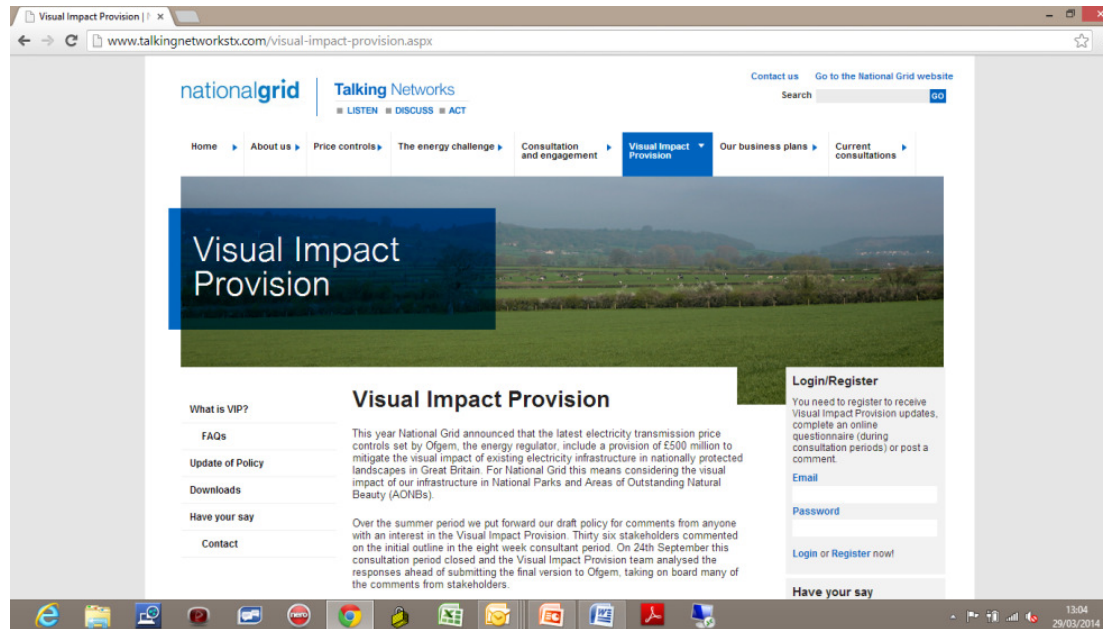 Visual Impact Provision |
www.talkingnetworkstx.com/visual-impact-provision.aspx
nationalgrid
Talking Networks
LISTEN DISCUSS ACT
Contact us Go to the National Grid website
Search GO
Home About us Price controls The energy challenge Consultation and engagement Visual Impact Provision Our business plans Current consultations
Visual Impact
Provision
What is VIP?
FAQs
Update of Policy
Downloads
Have your say
Contact
Visual Impact Provision
This year National Grid announced that the latest electricity transmission price
controls set by Ofgem, the energy regulator, include a provision of £500 million to
mitigate the visual impact of existing electricity infrastructure in nationally protected
landscapes in Great Britain. For National Grid this means considering the visual
impact of our infrastructure in National Parks and Areas of Outstanding Natural
Beauty (AONBs).
Over the summer period we put forward our draft policy for comments from anyone
with an interest in the Visual Impact Provision. Thirty six stakeholders commented
on the initial outline in the eight week consultant period. On 24th September this
consultation period closed and the Visual Impact Provision team analysed the
responses ahead of submitting the final version to Ofgem, taking on board many of
the comments from stakeholders.
Login/Register
You need to register to receive
Visual Impact Provision updates,
complete an online
questionnaire (during
consultation periods) or post a
comment.
Email
Password
Login or Register now!
Have your say
nero
13:04
29/03/2014